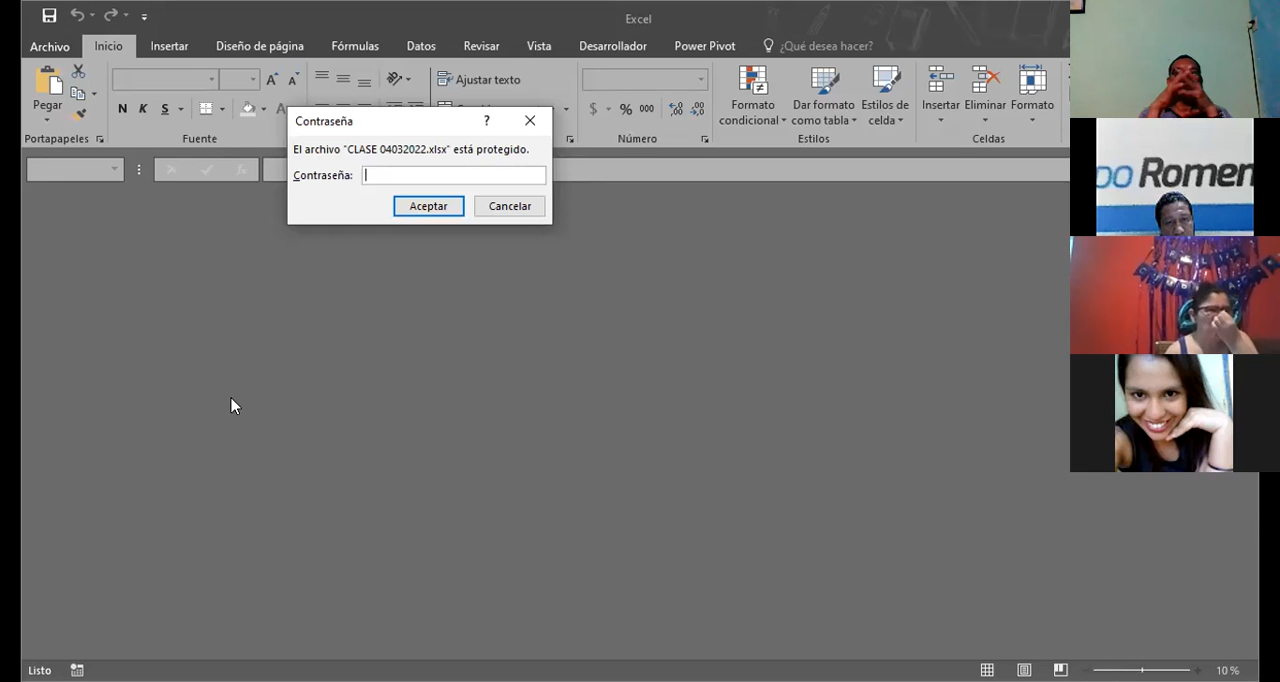 Excel
Archivo Inicio Insertar Diseño de página Fórmulas Datos Revisar Vista Desarrollador Power Pivot ¿Qué desea hacer?
Pegar
N K S
Ajustar texto
$ % 000
Formato condicional
Dar formato como tabla
Estilos de celda
Insertar Eliminar Formato
Portapapeles Fuente Número Estilos Celdas
Contraseña ?
El archivo "CLASE 04032022.xlsx" está protegido.
Contraseña:
Aceptar Cancelar
Romen
Listo
10 %